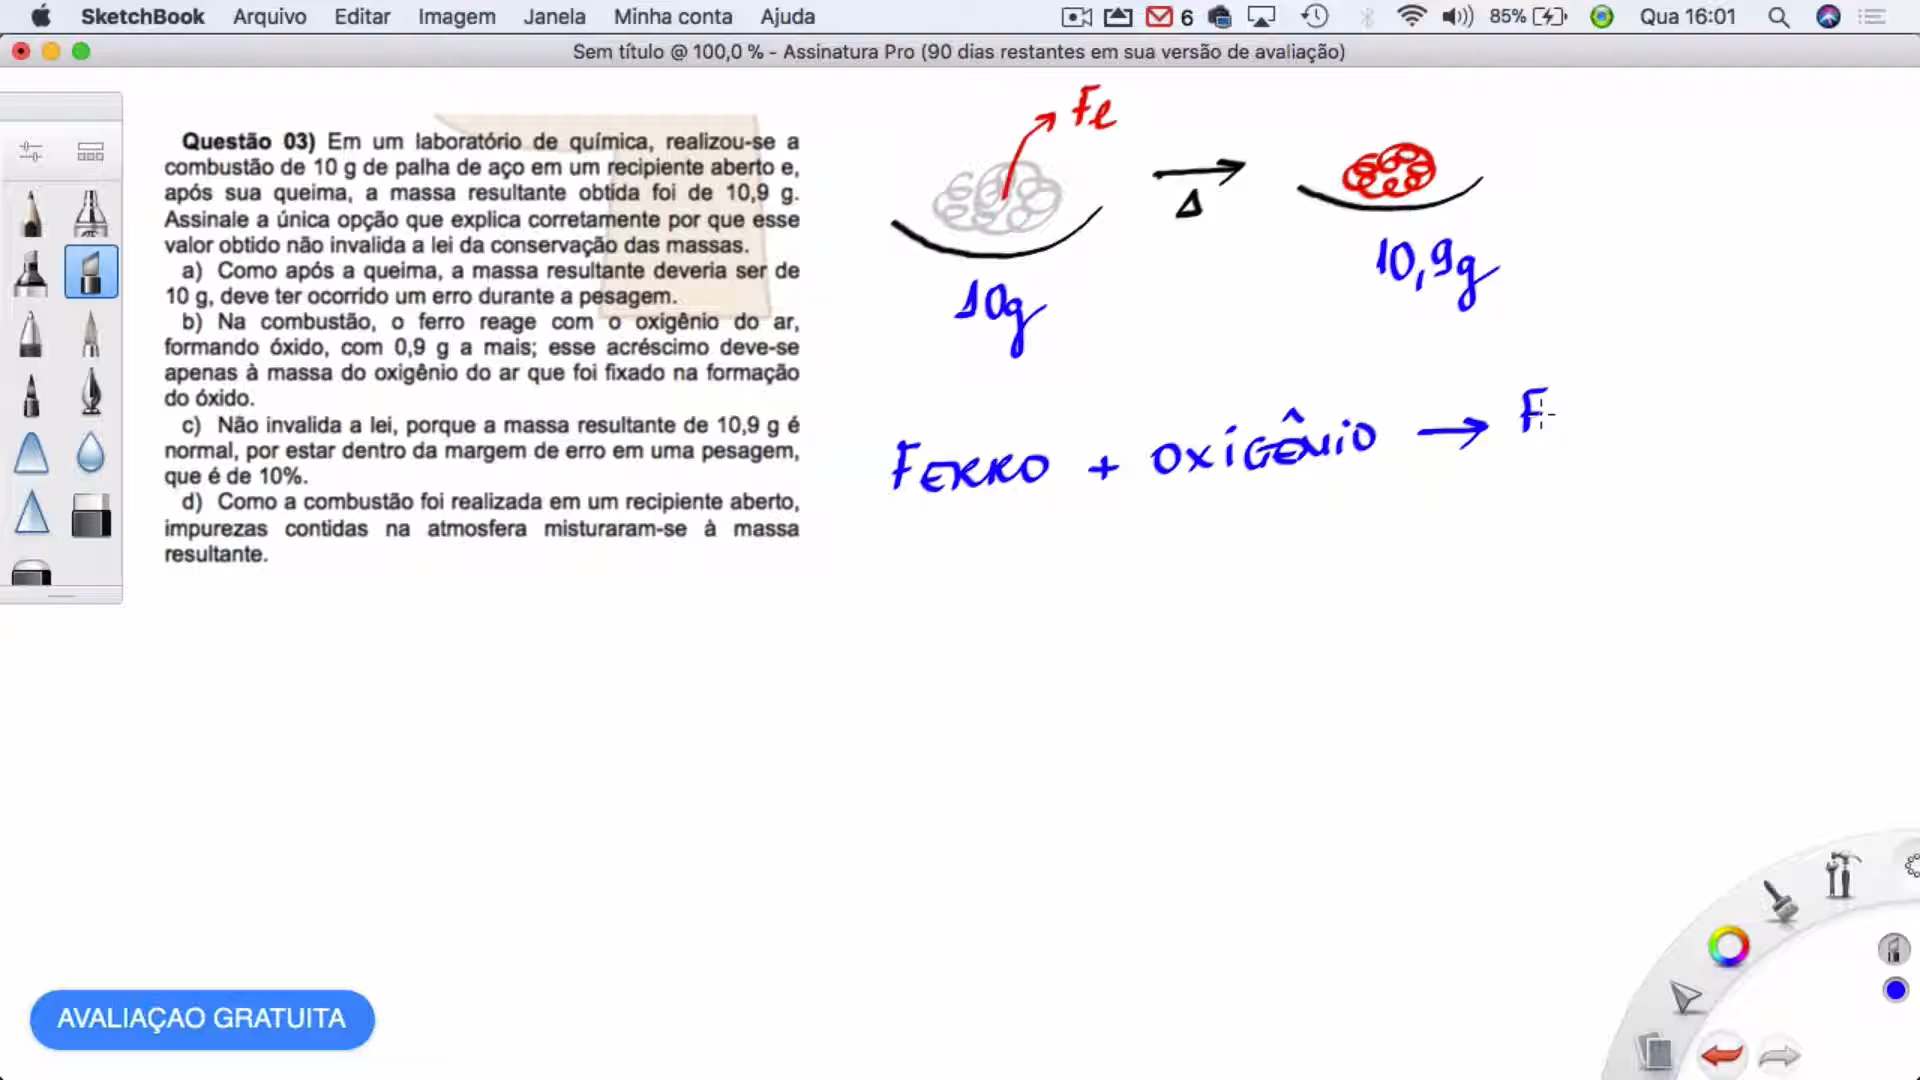 SketchBook Arquivo Editar Imagem Janela Minha conta Ajuda 6 85% Qua 16:01
Sem título @ 100,0 % - Assinatura Pro (90 dias restantes em sua versão de avaliação)
Questão 03) Em um laboratório de química, realizou-se a
combustão de 10 g de palha de aço em um recipiente aberto e,
após sua queima, a massa resultante obtida foi de 10,9 g.
Assinale a única opção que explica corretamente por que esse
valor obtido não invalida a lei da conservação das massas.
a) Como após a queima, a massa resultante deveria ser de
10 g, deve ter ocorrido um erro durante a pesagem.
b) Na combustão, o ferro reage com o oxigênio do ar,
formando óxido, com 0,9 g a mais; esse acréscimo deve-se
apenas à massa do oxigênio do ar que foi fixado na formação
do óxido.
c) Não invalida a lei, porque a massa resultante de 10,9 g é
normal, por estar dentro da margem de erro em uma pesagem,
que é de 10%.
d) Como a combustão foi realizada em um recipiente aberto,
impurezas contidas na atmosfera misturaram-se à massa
resultante.
Fe
Δ
10g
10,9g
FERRO + OXIGÊNIO → F
AVALIAÇAO GRATUITA